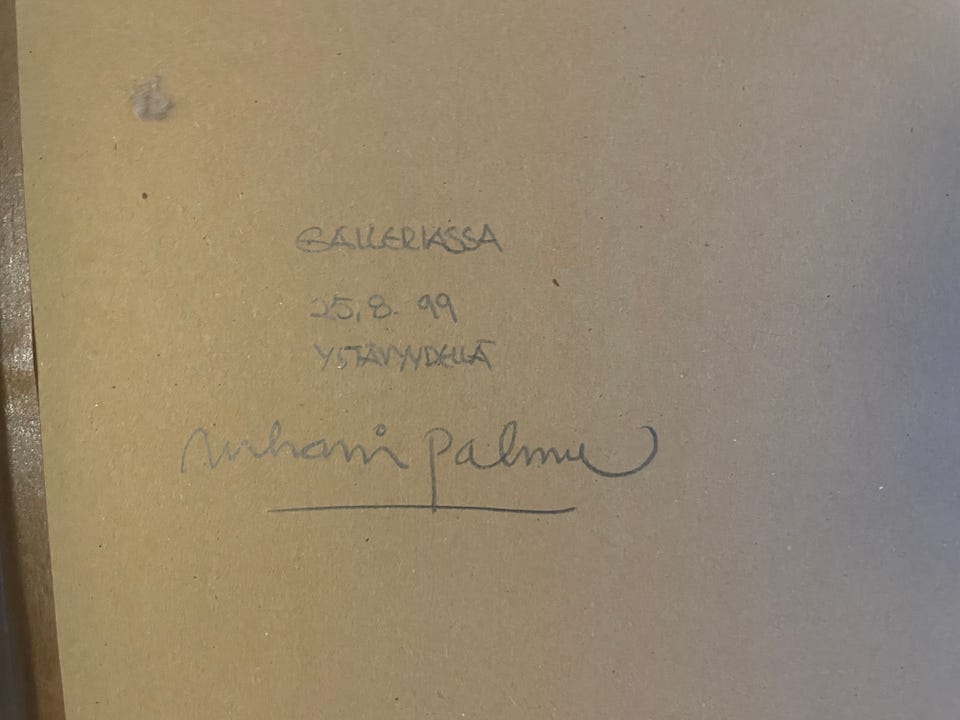 GALLERIASSA
25.8.99
YSTÄVYYDELLÄ
Juhani Palmu